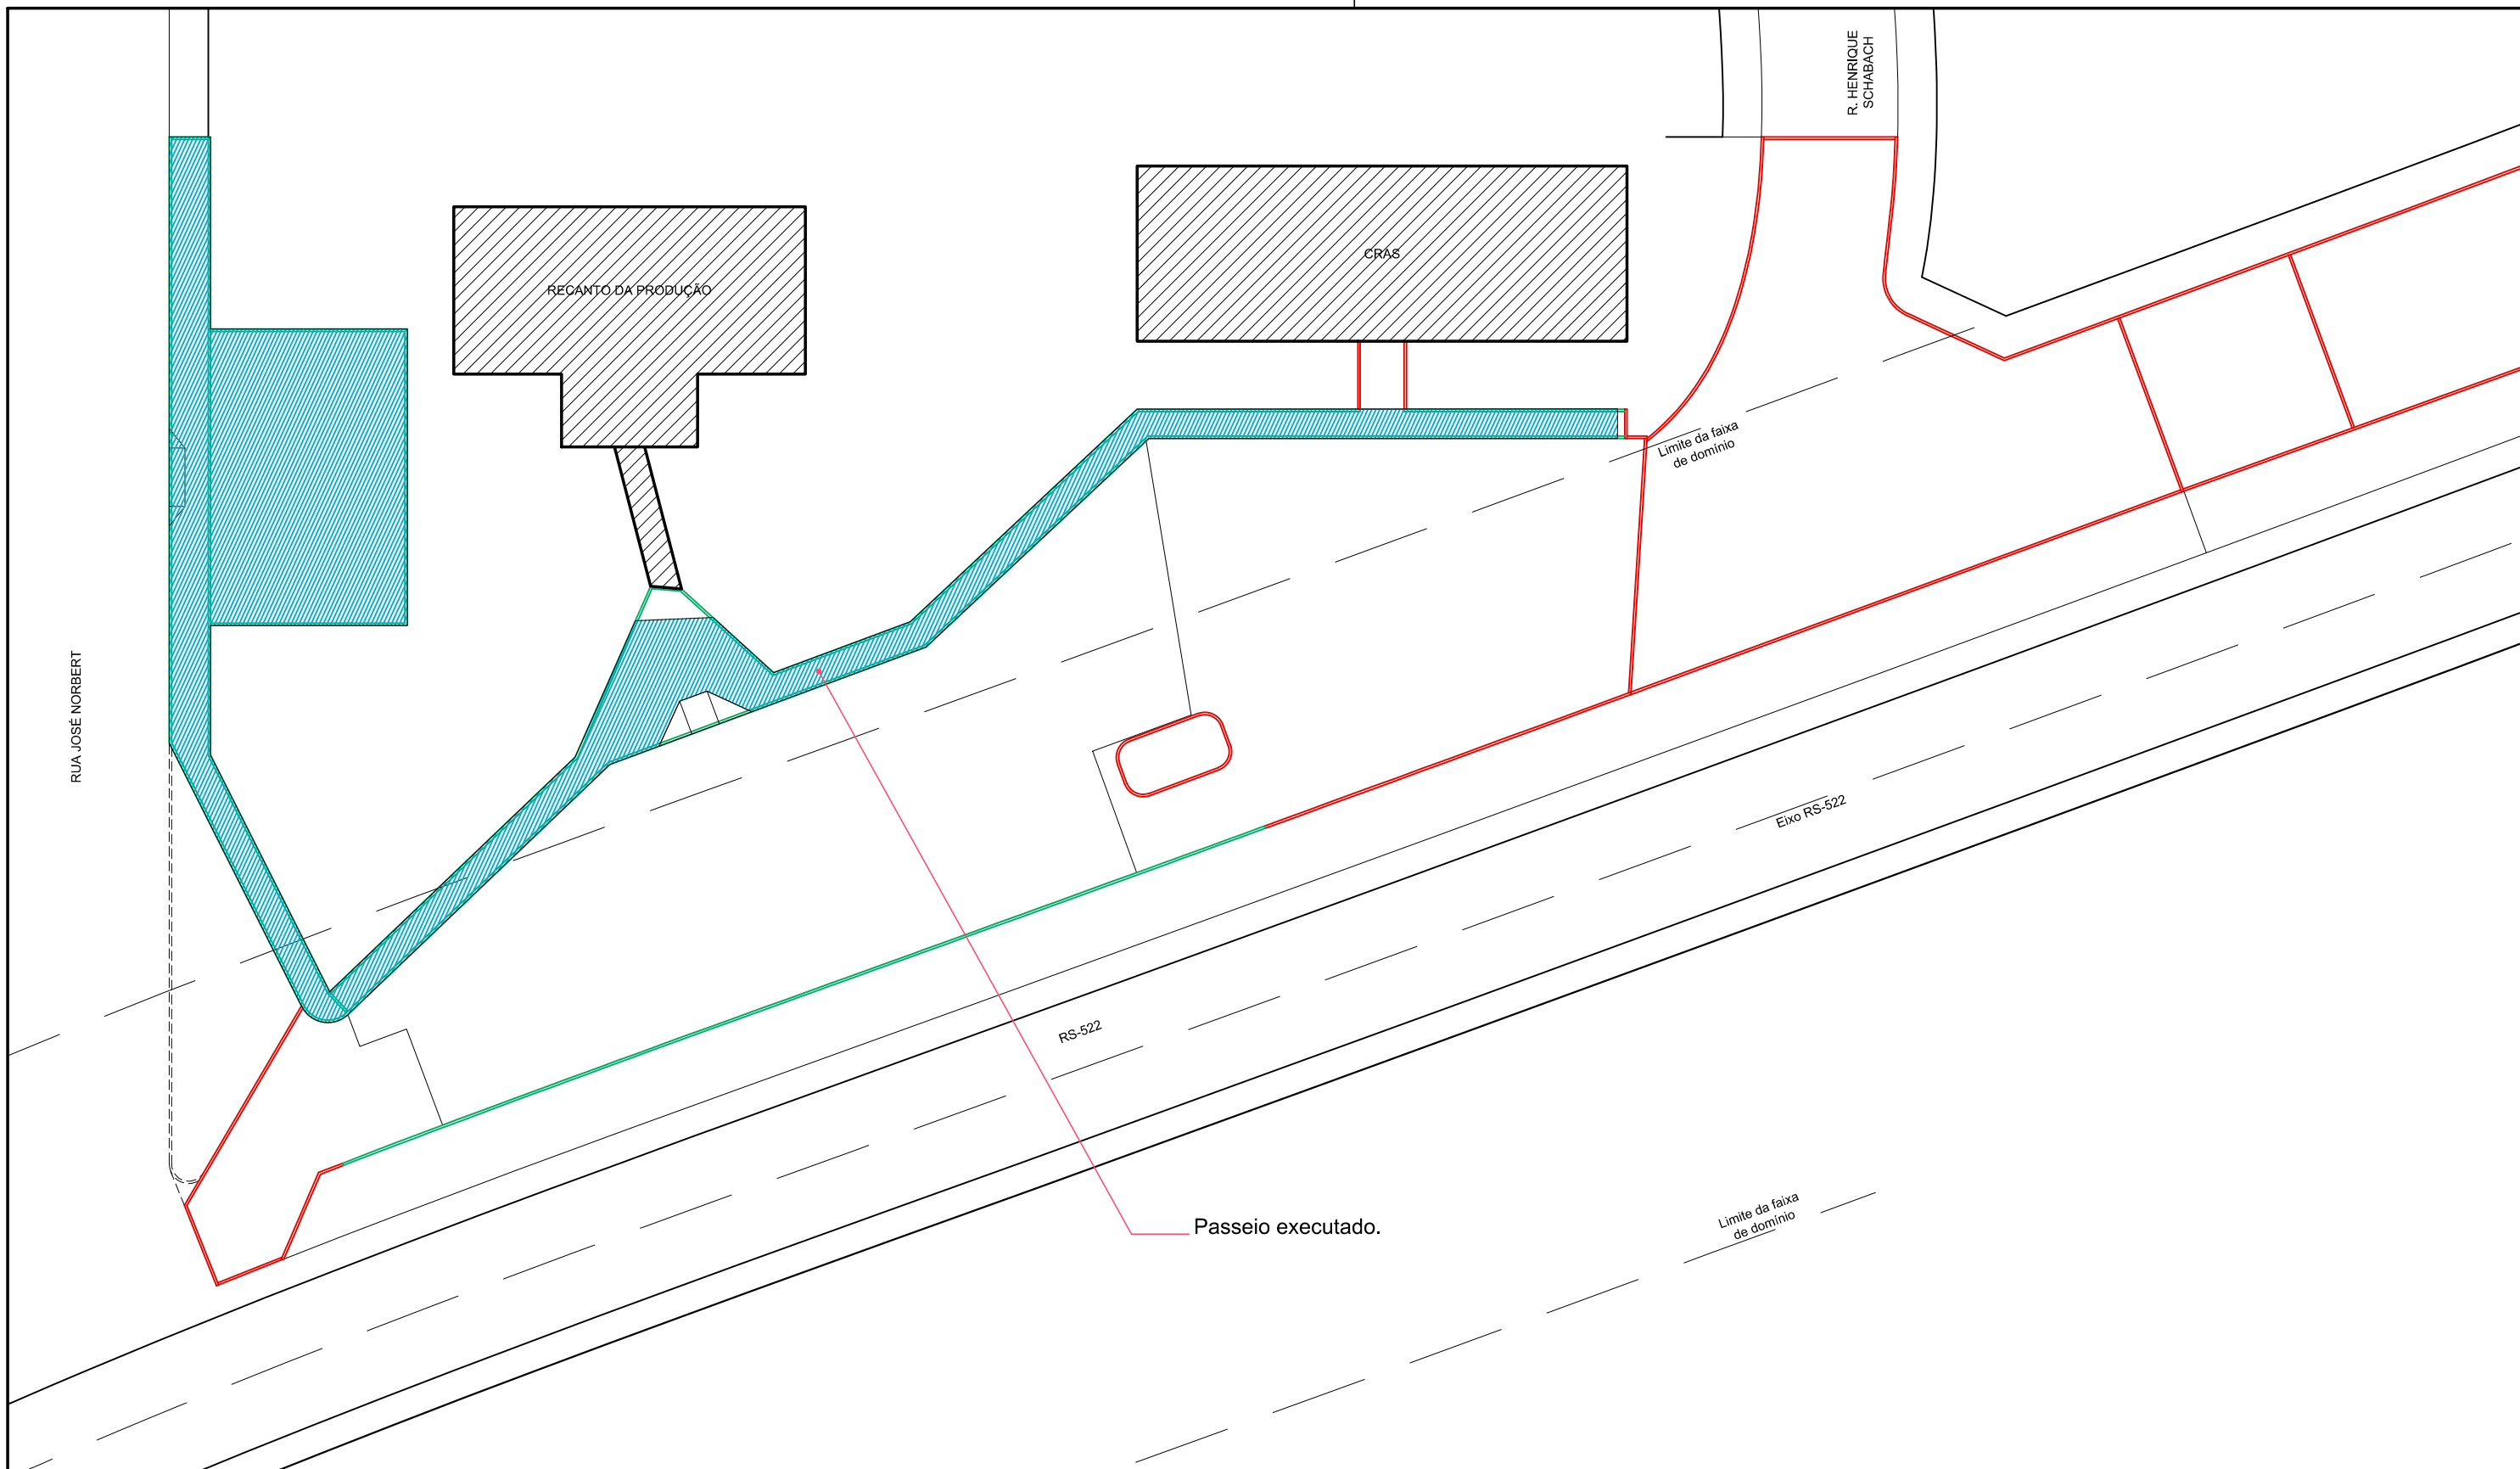 R. HENRIQUE
SCHABACH
CRAS
RECANTO DA PRODUÇÃO
Limite da faixa
de domínio
RUA JOSÉ NORBERT
Eixo RS-522
RS-522
Limite da faixa
de domínio
Passeio executado.